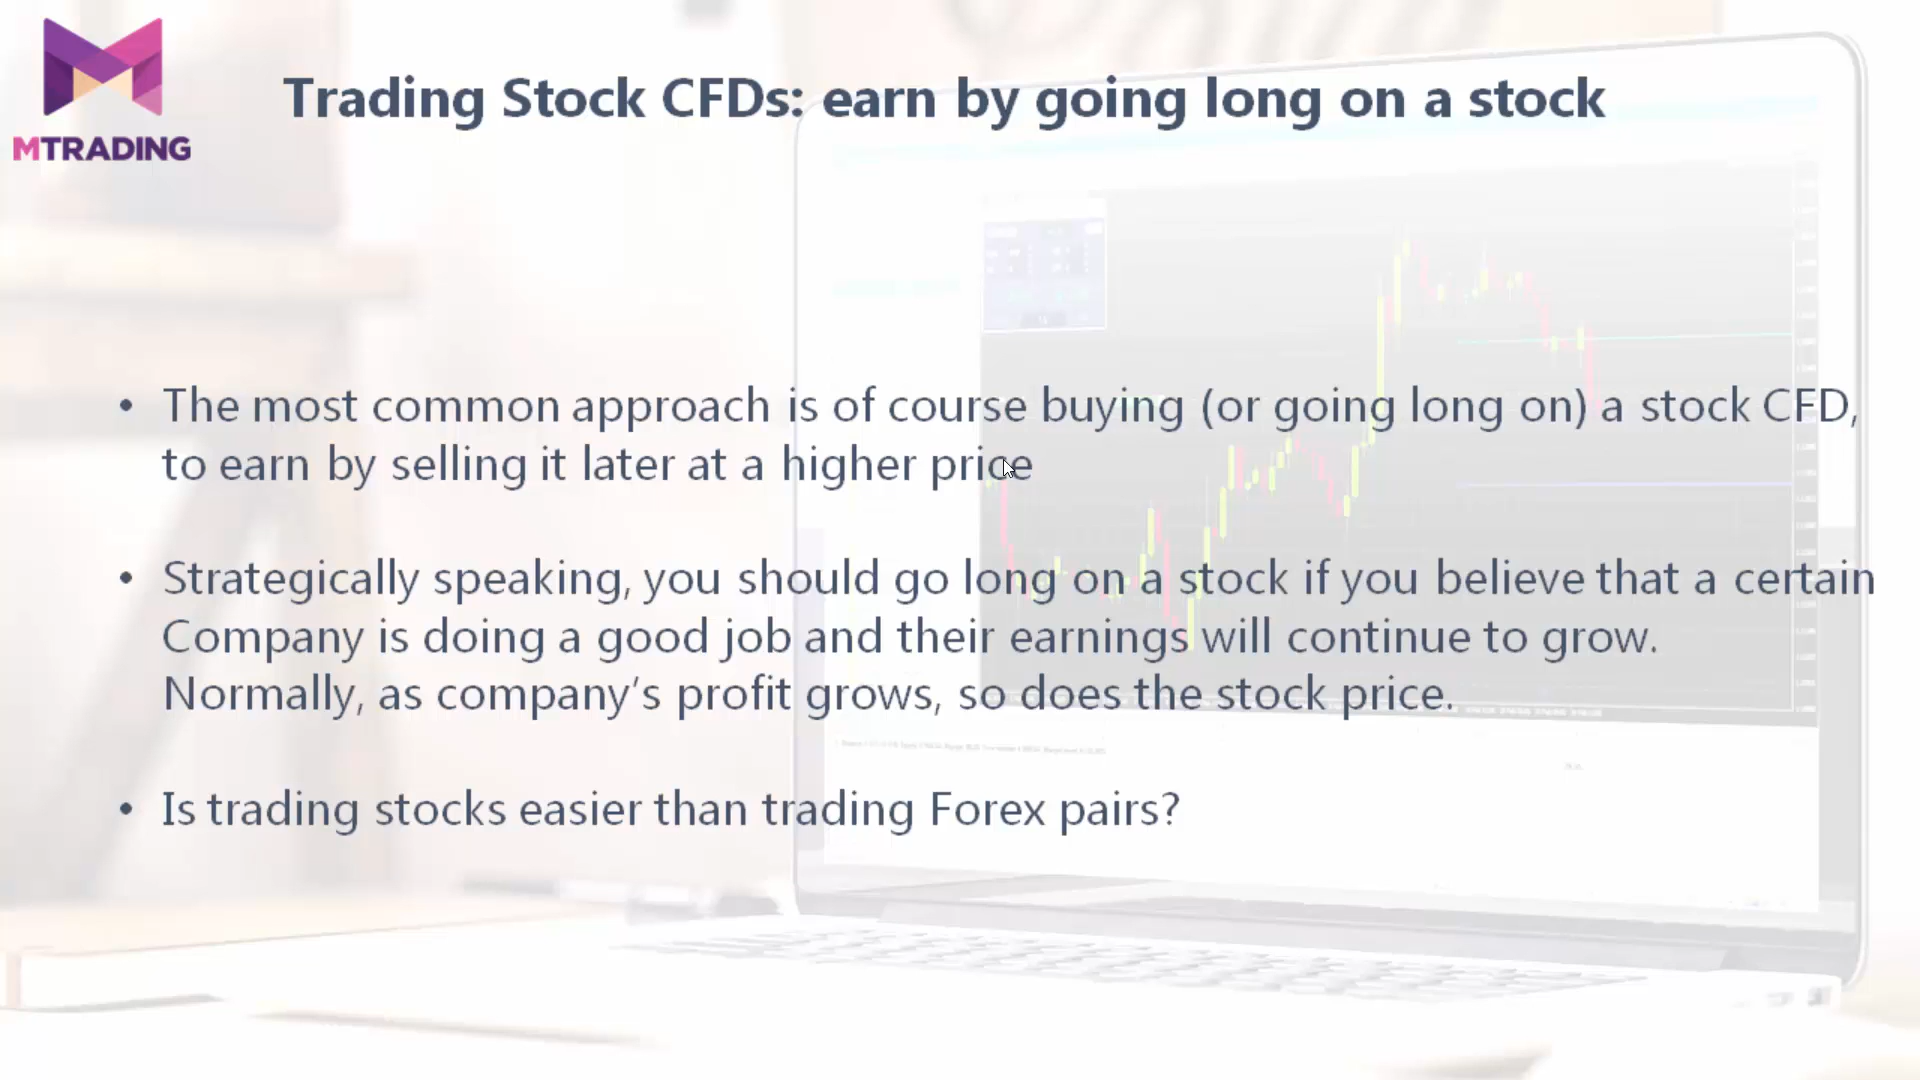 MTRADING
Trading Stock CFDs: earn by going long on a stock
• The most common approach is of course buying (or going long on) a stock CFD,
to earn by selling it later at a higher price
• Strategically speaking, you should go long on a stock if you believe that a certain
Company is doing a good job and their earnings will continue to grow.
Normally, as company’s profit grows, so does the stock price.
• Is trading stocks easier than trading Forex pairs?